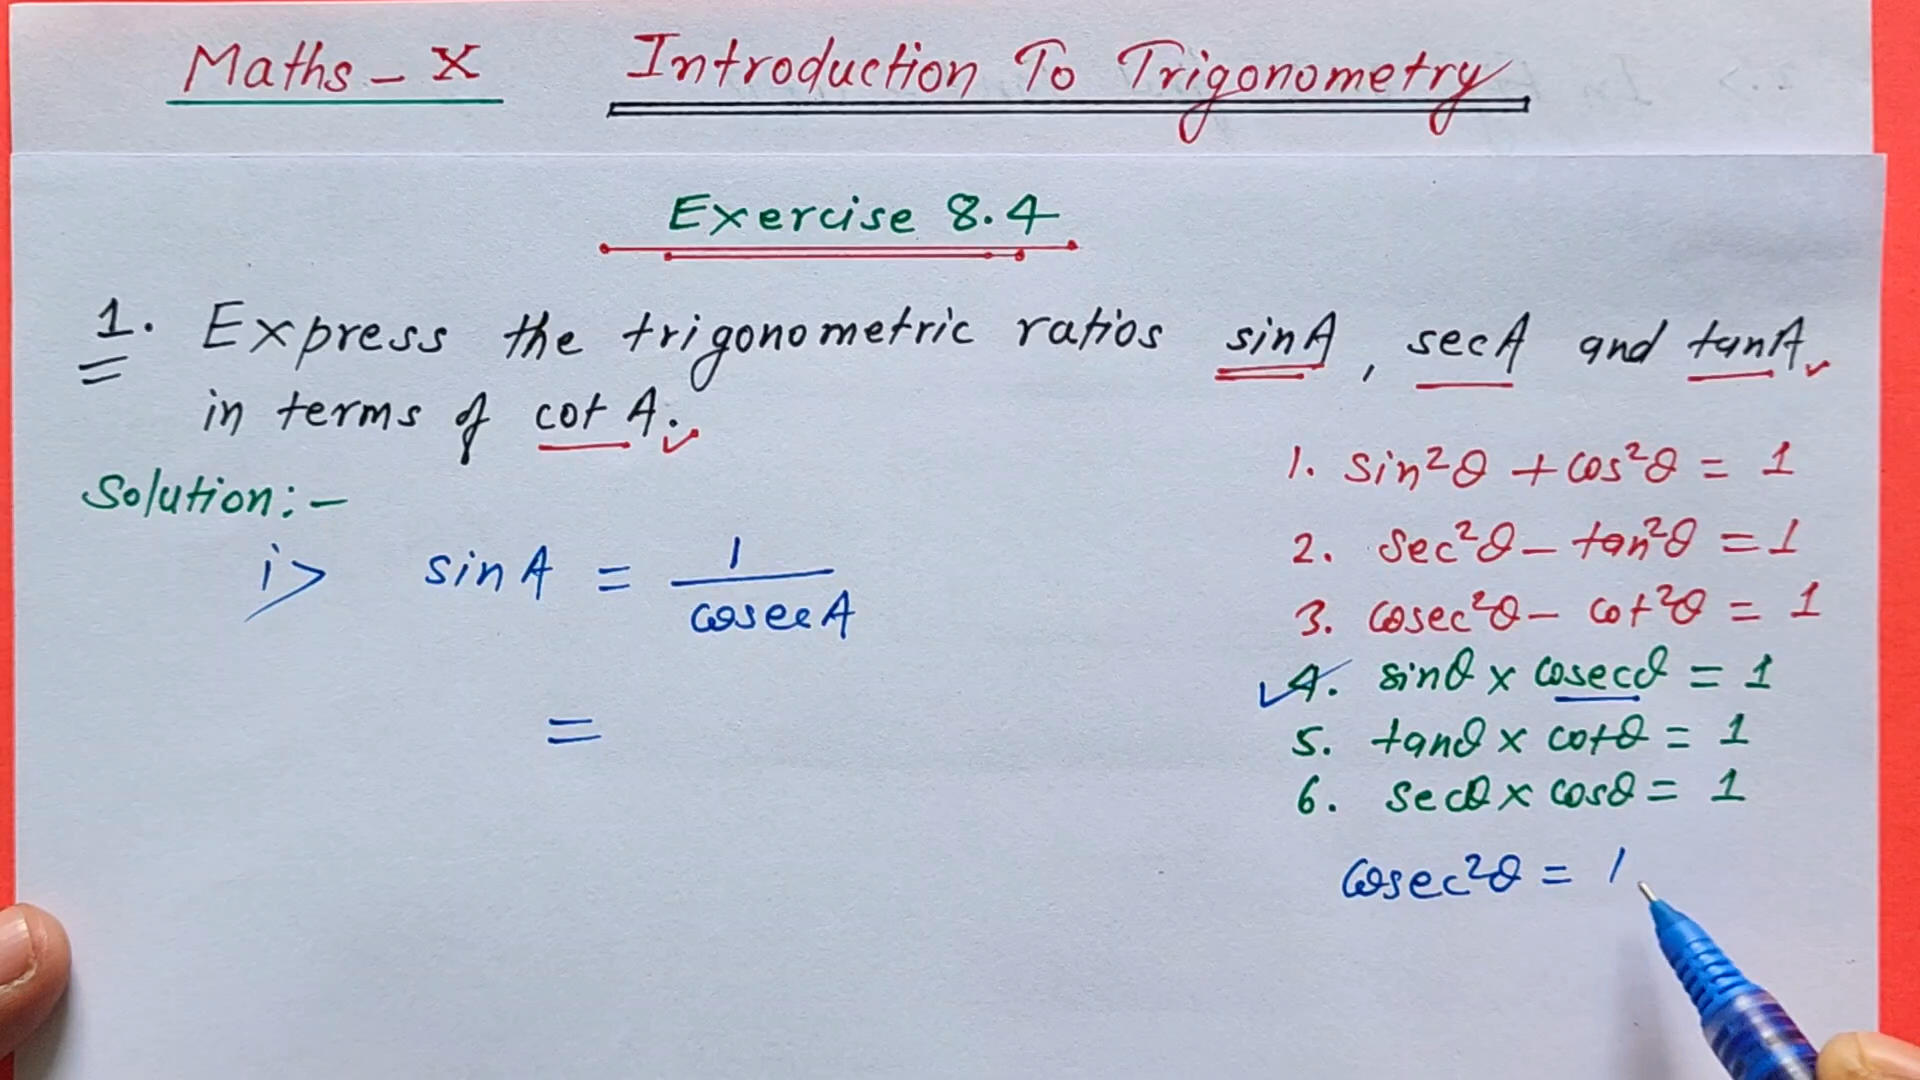 Maths - X Introduction To Trigonometry
Exercise 8.4
1. Express the trigonometric ratios sinA, secA and tanA
in terms of cot A.
Solution:-
i> sinA = 1/cosecA
=
1. sin²θ + cos²θ = 1
2. sec²θ - tan²θ = 1
3. cosec²θ - cot²θ = 1
4. sinθ x cosecθ = 1
5. tanθ x cotθ = 1
6. secθ x cosθ = 1
cosec²θ = 1